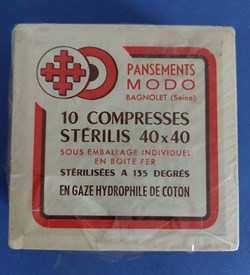 PANSEMENTS
MODO
BAGNOLET (Seine)
10 COMPRESSES
STÉRILIS 40x40
SOUS EMBALLAGE INDIVIDUEL
EN BOITE FER
STÉRILISÉES A 135 DEGRÉS
EN GAZE HYDROPHILE DE COTON